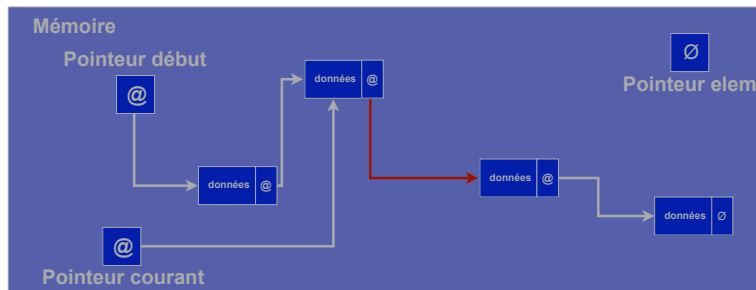 Mémoire
Pointeur début
@
données @
Ø
Pointeur elem
données @
données @
données Ø
@
Pointeur courant